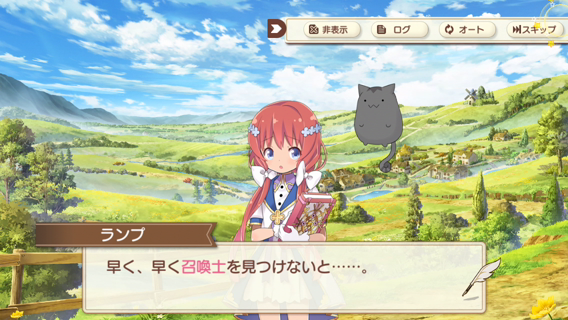 非表示
ログ
オート
スキップ
ランプ
早く、早く召喚士を見つけないと……。